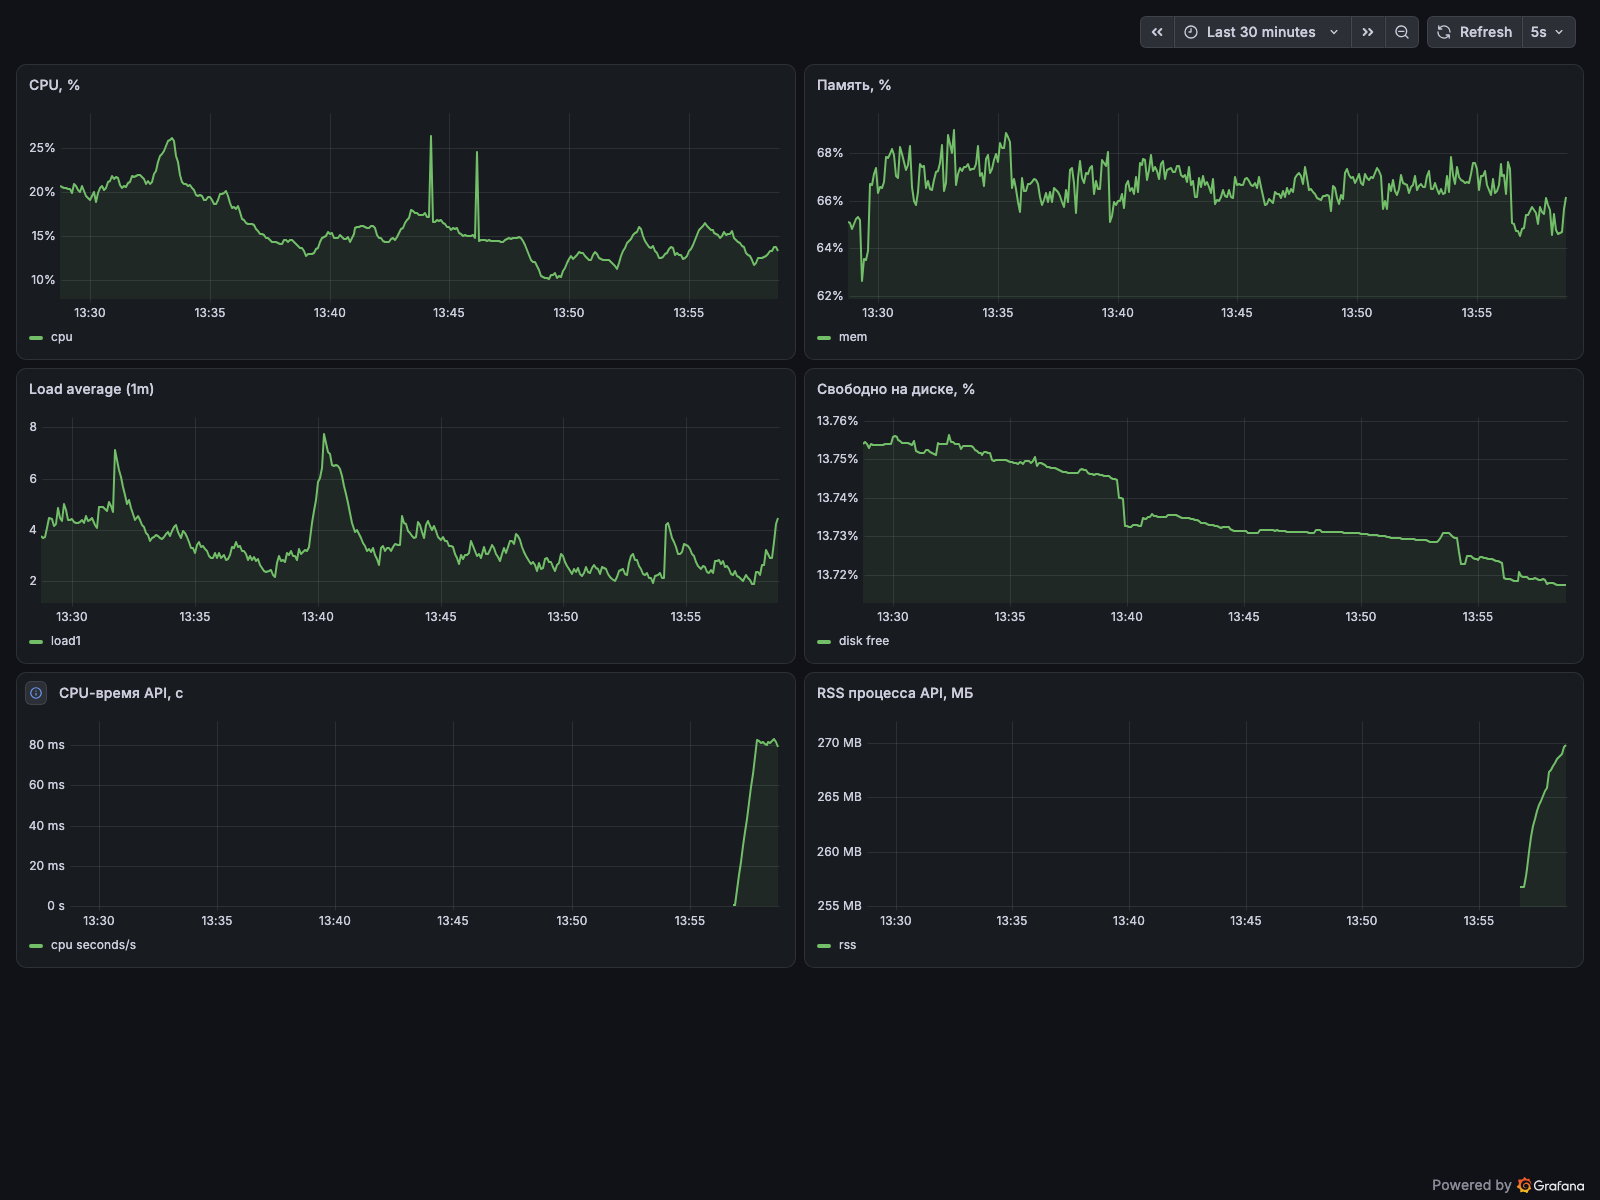 Last 30 minutes
Refresh
5s
CPU, %
25%
20%
15%
10%
13:30 13:35 13:40 13:45 13:50 13:55
cpu
Память, %
68%
66%
64%
62%
13:30 13:35 13:40 13:45 13:50 13:55
mem
Load average (1m)
8
6
4
2
13:30 13:35 13:40 13:45 13:50 13:55
load1
Свободно на диске, %
13.76%
13.75%
13.74%
13.73%
13.72%
13:30 13:35 13:40 13:45 13:50 13:55
disk free
CPU-время API, с
80 ms
60 ms
40 ms
20 ms
0 s
13:30 13:35 13:40 13:45 13:50 13:55
cpu seconds/s
RSS процесса API, МБ
270 MB
265 MB
260 MB
255 MB
13:30 13:35 13:40 13:45 13:50 13:55
rss
Powered by Grafana